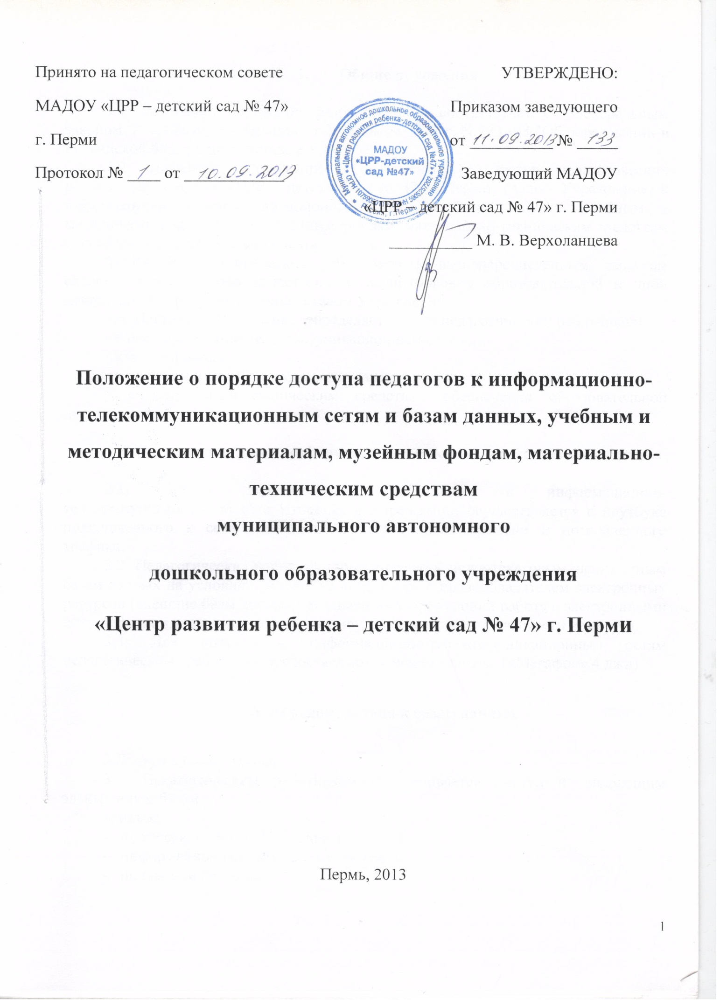 Принято на педагогическом совете
МАДОУ «ЦРР – детский сад № 47»
г. Перми
Протокол № 1 от 10.09.2013
УТВЕРЖДЕНО:
Приказом заведующего
от 11.09.2013 № 133
Заведующий МАДОУ
«ЦРР – детский сад № 47» г. Перми
М. В. Верхоланцева
Муниципальное автономное дошкольное образовательное учреждение
«Центр развития ребенка-детский сад №47»
ИНН 5905257202
Россия, г.Пермь
МАДОУ
«ЦРР-детский
сад №47»
Положение о порядке доступа педагогов к информационно-
телекоммуникационным сетям и базам данных, учебным и
методическим материалам, музейным фондам, материально-
техническим средствам
муниципального автономного
дошкольного образовательного учреждения
«Центр развития ребенка – детский сад № 47» г. Перми
Пермь, 2013
1